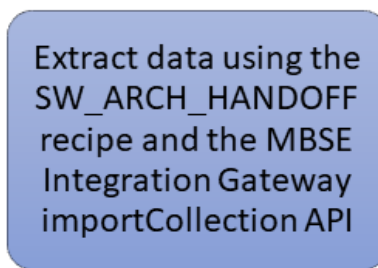 Extract data using the
SW_ARCH_HANDOFF
recipe and the MBSE
Integration Gateway
importCollection API